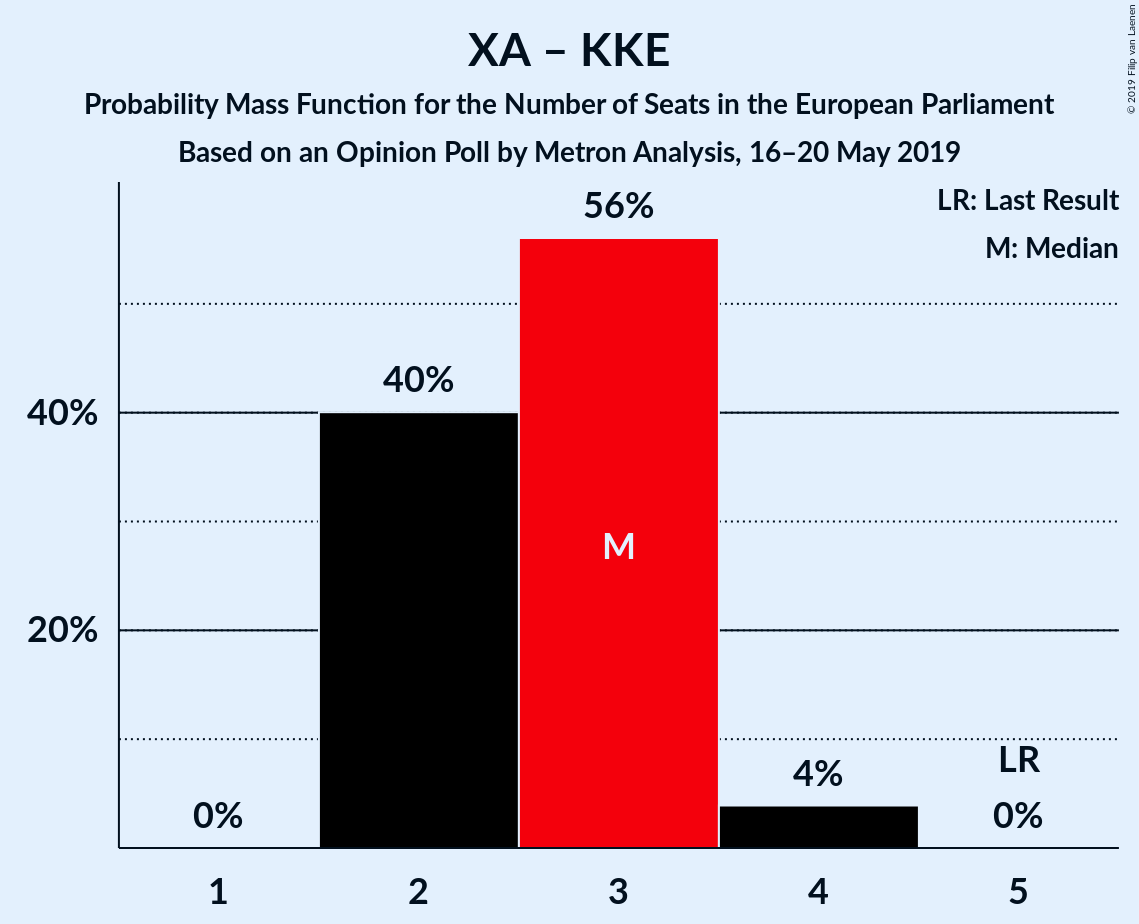 XA – KKE
Probability Mass Function for the Number of Seats in the European Parliament
Based on an Opinion Poll by Metron Analysis, 16–20 May 2019
© 2019 Filip van Laenen
LR: Last Result
M: Median
56%
40%
40%
M
20%
LR
4%
0%
0%
1 2 3 4 5